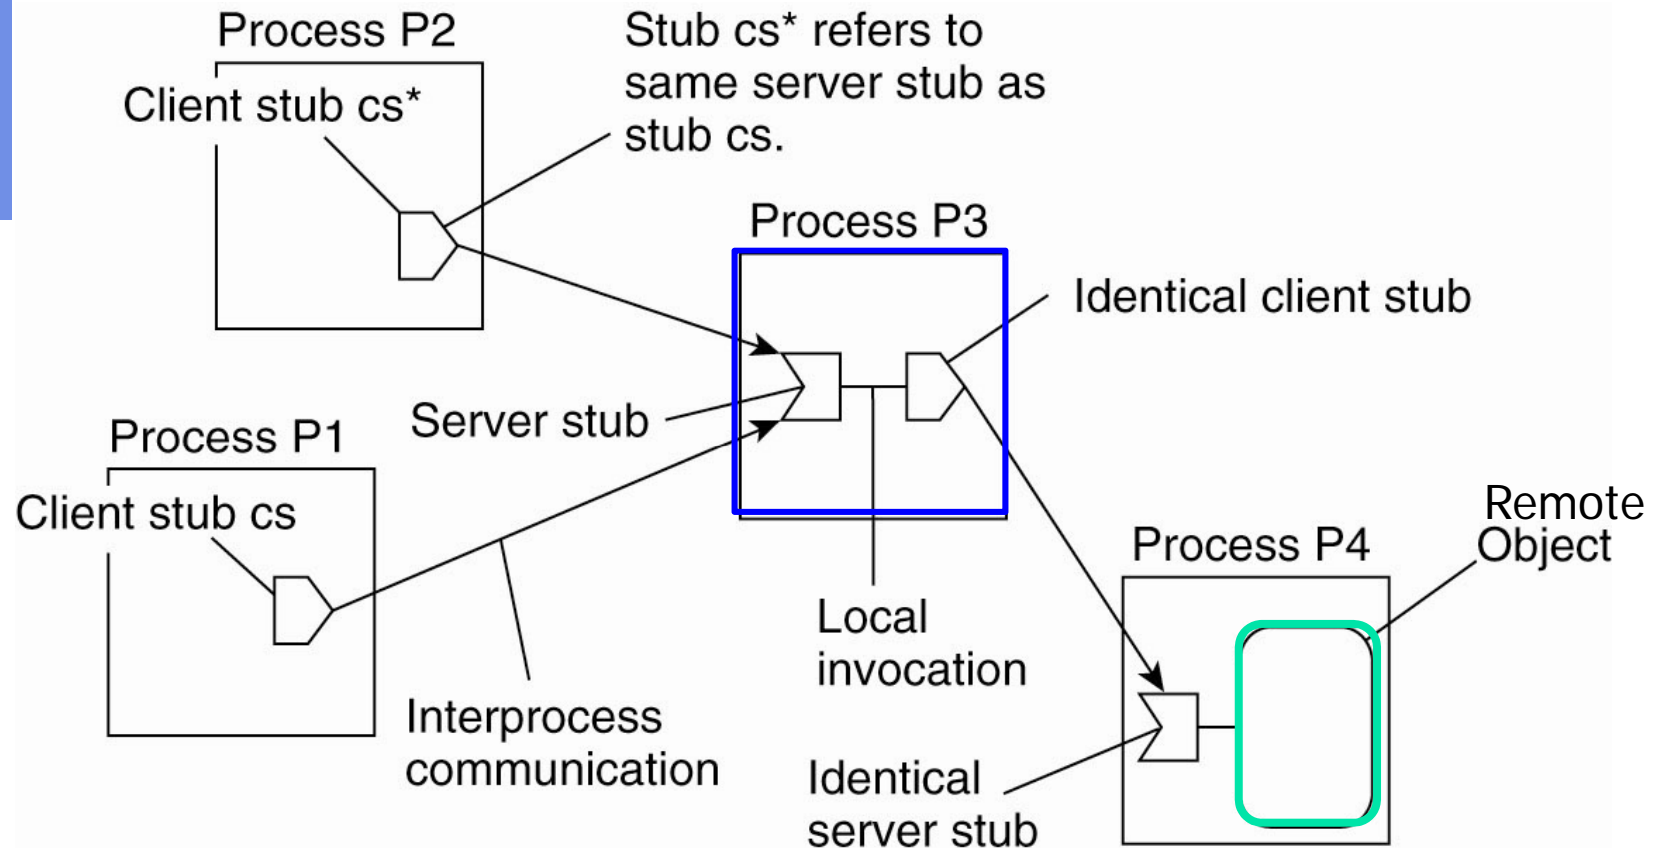 Process P2
Client stub cs*
Stub cs* refers to
same server stub as
stub cs.
Process P3
Identical client stub
Server stub
Process P1
Client stub cs
Interprocess
communication
Local
invocation
Process P4
Remote
Object
Identical
server stub